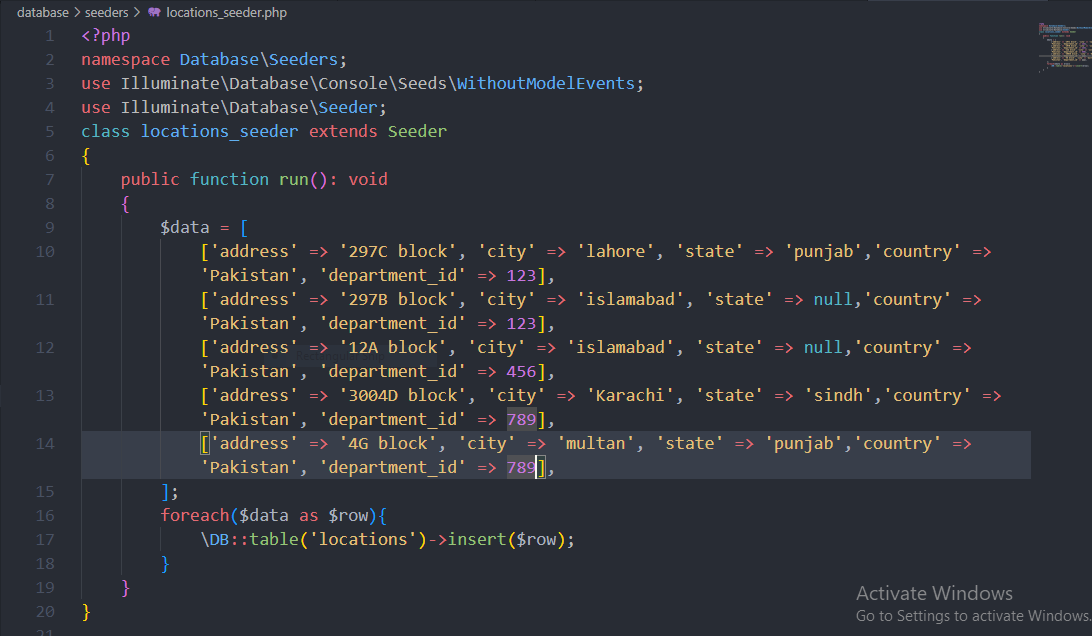 database > seeders > locations_seeder.php
1 <?php
2 namespace Database\Seeders;
3 use Illuminate\Database\Console\Seeds\WithoutModelEvents;
4 use Illuminate\Database\Seeder;
5 class locations_seeder extends Seeder
6 {
7 public function run(): void
8 {
9 $data = [
10 ['address' => '297C block', 'city' => 'lahore', 'state' => 'punjab','country' =>
'Pakistan', 'department_id' => 123],
11 ['address' => '297B block', 'city' => 'islamabad', 'state' => null,'country' =>
'Pakistan', 'department_id' => 123],
12 ['address' => '12A block', 'city' => 'islamabad', 'state' => null,'country' =>
'Pakistan', 'department_id' => 456],
13 ['address' => '3004D block', 'city' => 'Karachi', 'state' => 'sindh','country' =>
'Pakistan', 'department_id' => 789],
14 ['address' => '4G block', 'city' => 'multan', 'state' => 'punjab','country' =>
'Pakistan', 'department_id' => 789],
15 ];
16 foreach($data as $row){
17 \DB::table('locations')->insert($row);
18 }
19 }
20 }
21
Activate Windows
Go to Settings to activate Windows.